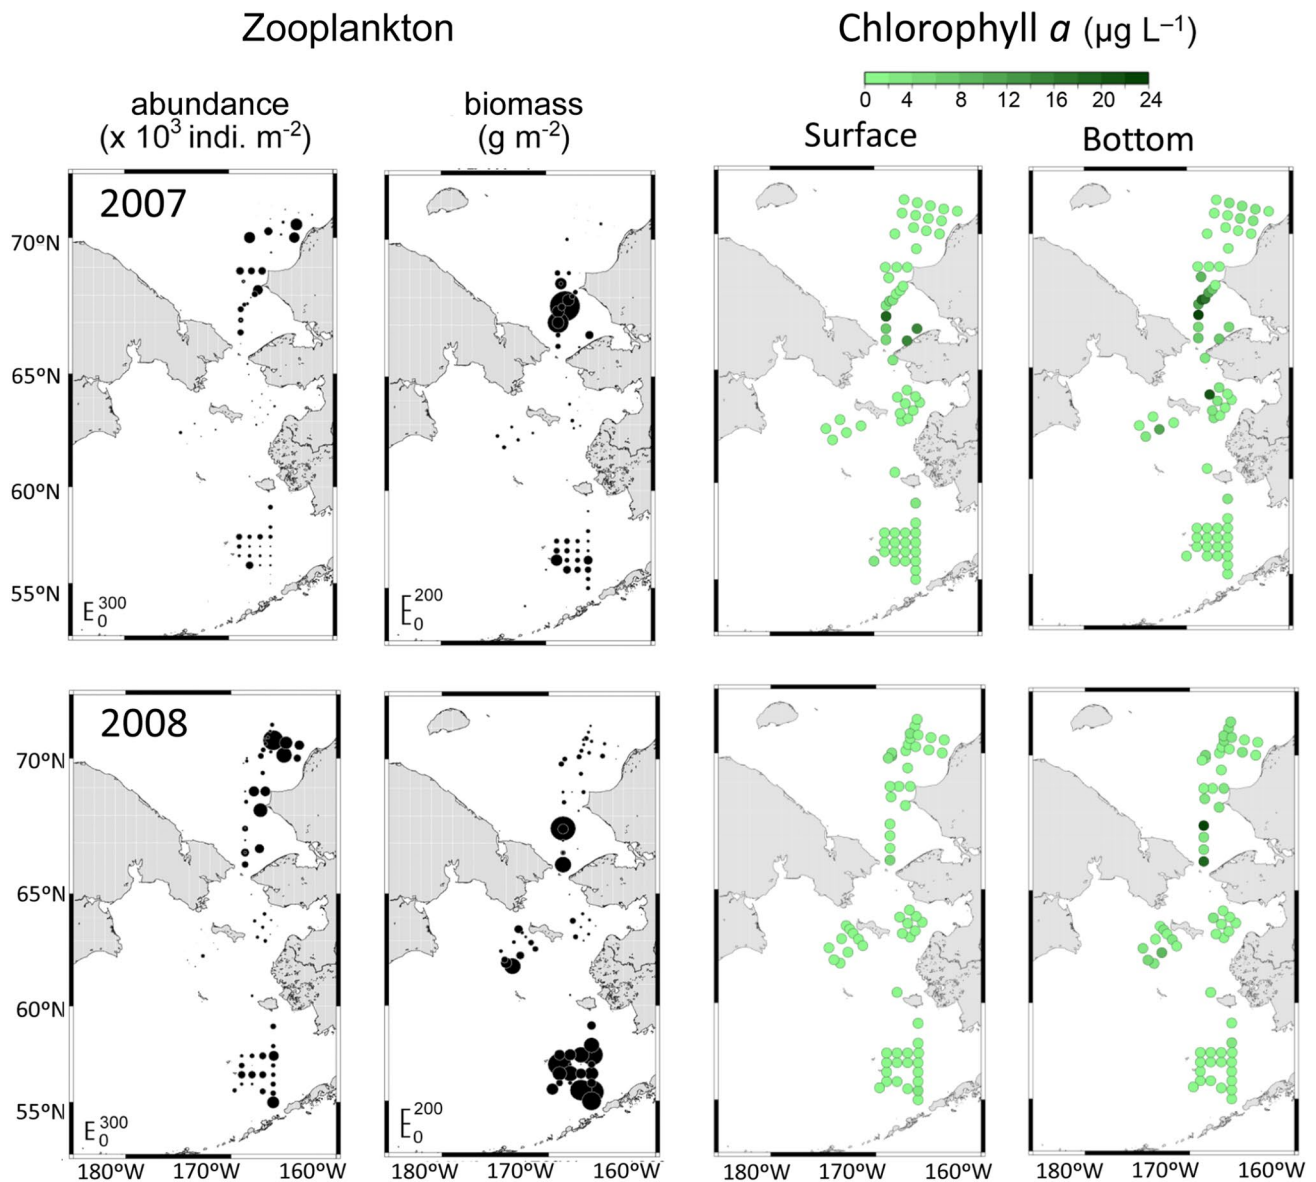 Zooplankton
Chlorophyll a (µg L–1)
0 4 8 12 16 20 24
abundance
(x 10³ indi. m-2)
biomass
(g m-2)
Surface
Bottom
2007
70ºN
65ºN
60ºN
55ºN
E 300 0
E 200 0
2008
70ºN
65ºN
60ºN
55ºN
E 300 0
E 200 0
180ºW 170ºW 160ºW
180ºW 170ºW 160ºW
180ºW 170ºW 160ºW
180ºW 170ºW 160ºW